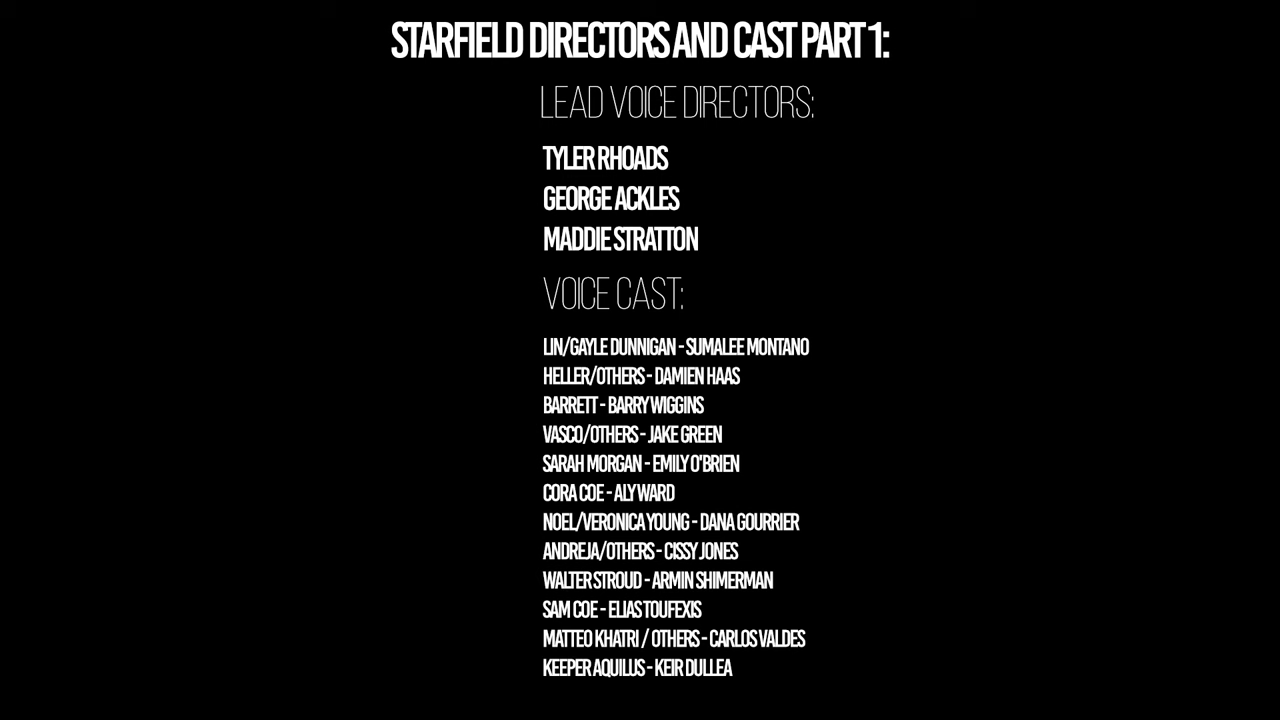 STARFIELD DIRECTORS AND CAST PART 1:
LEAD VOICE DIRECTORS:
TYLER RHOADS
GEORGE ACKLES
MADDIE STRATTON
VOICE CAST:
LIN/GAYLE DUNNIGAN - SUMALEE MONTANO
HELLER/OTHERS - DAMIEN HAAS
BARRETT - BARRY WIGGINS
VASCO/OTHERS - JAKE GREEN
SARAH MORGAN - EMILY O'BRIEN
CORA COE - ALY WARD
NOEL/VERONICA YOUNG - DANA GOURRIER
ANDREJA/OTHERS - CISSY JONES
WALTER STROUD - ARMIN SHIMERMAN
SAM COE - ELIAS TOUFEXIS
MATTEO KHATRI / OTHERS - CARLOS VALDES
KEEPER AQUILUS - KEIR DULLEA